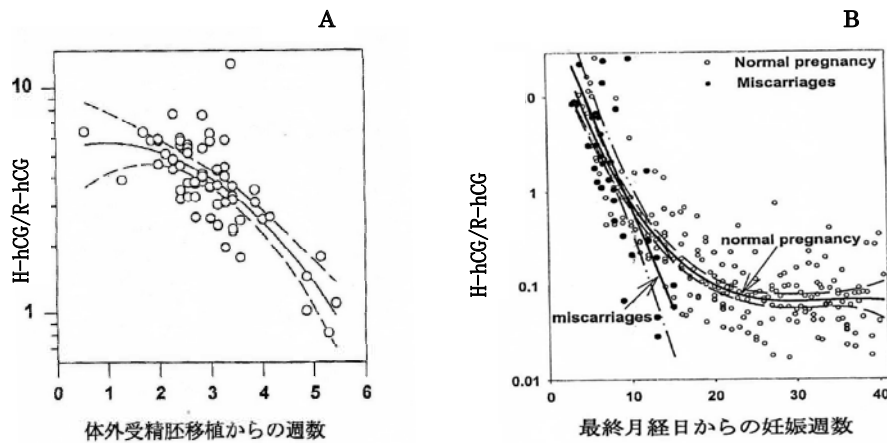 A
H-hCG/R-hCG
10
1
0
1
2
3
4
5
6
体外受精胚移植からの週数
B
H-hCG/R-hCG
Normal pregnancy
Miscarriages
0
1
0.1
0.01
normal pregnancy
miscarriages
0
10
20
30
40
最終月経日からの妊娠週数